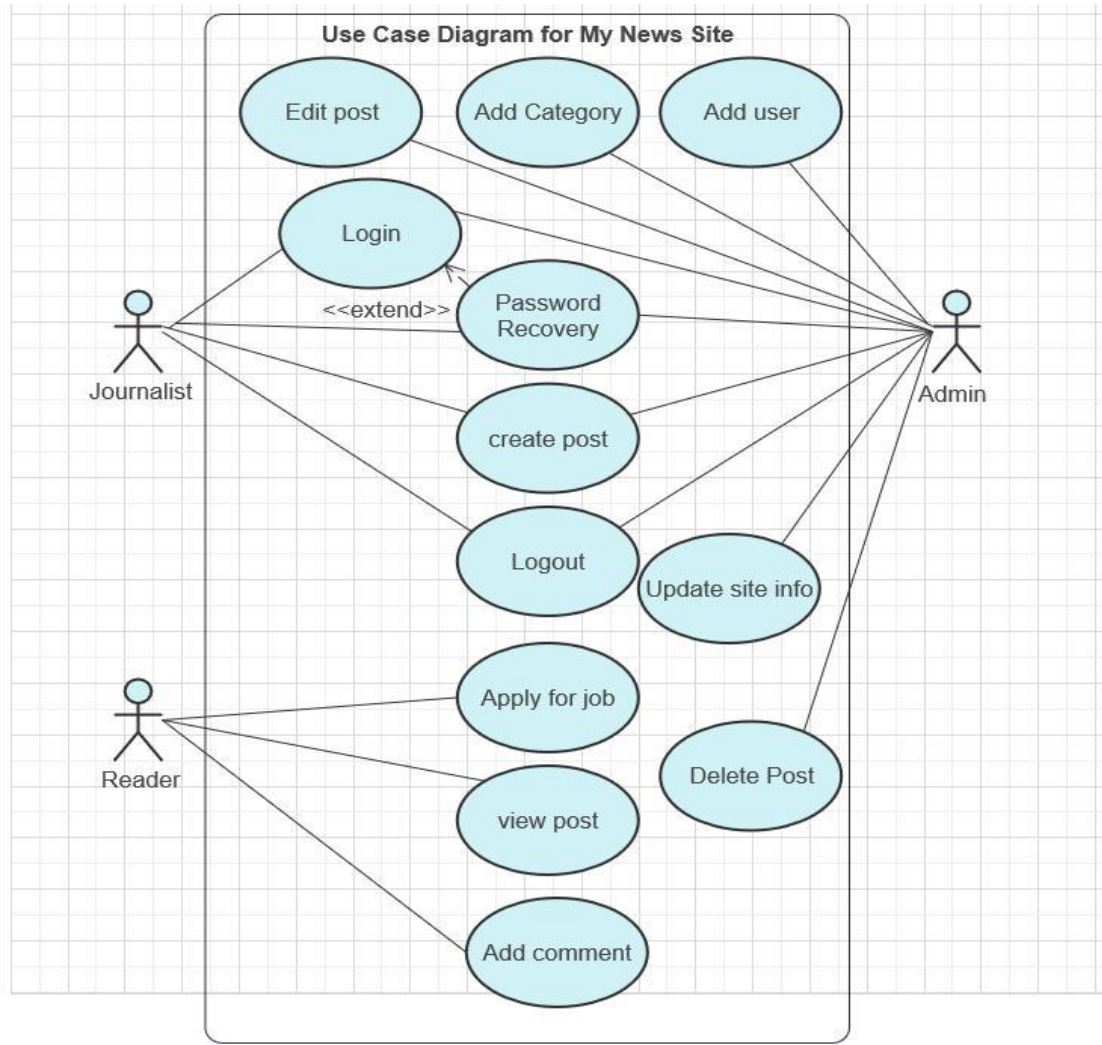 Use Case Diagram for My News Site
Edit post
Add Category
Add user
Login
<<extend>>
Password
Recovery
Journalist
Admin
create post
Logout
Update site info
Apply for job
Reader
Delete Post
view post
Add comment